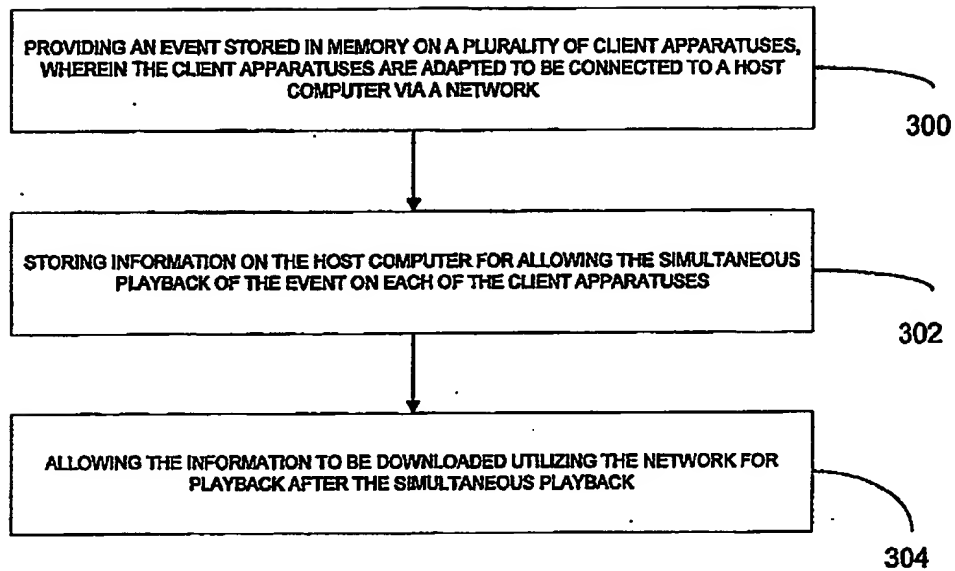 PROVIDING AN EVENT STORED IN MEMORY ON A PLURALITY OF CLIENT APPARATUSES,
WHEREIN THE CLIENT APPARATUSES ARE ADAPTED TO BE CONNECTED TO A HOST
COMPUTER VIA A NETWORK
300
STORING INFORMATION ON THE HOST COMPUTER FOR ALLOWING THE SIMULTANEOUS
PLAYBACK OF THE EVENT ON EACH OF THE CLIENT APPARATUSES
302
ALLOWING THE INFORMATION TO BE DOWNLOADED UTILIZING THE NETWORK FOR
PLAYBACK AFTER THE SIMULTANEOUS PLAYBACK
304